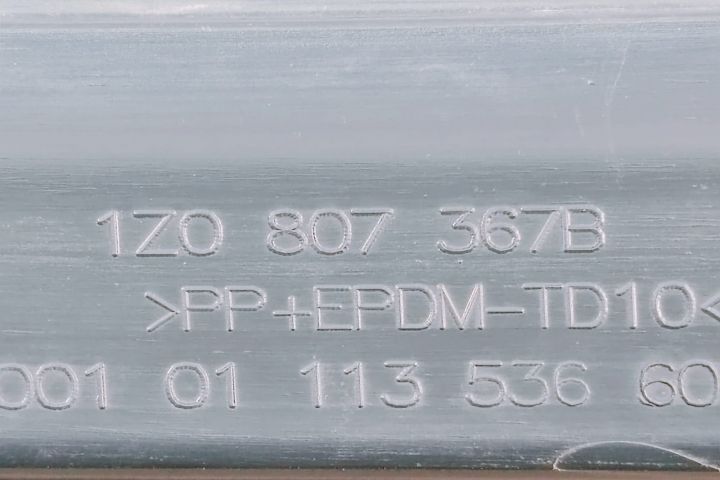 1Z0 807 367B
>PP+EPDM-TD10<
001 01 113 536 60